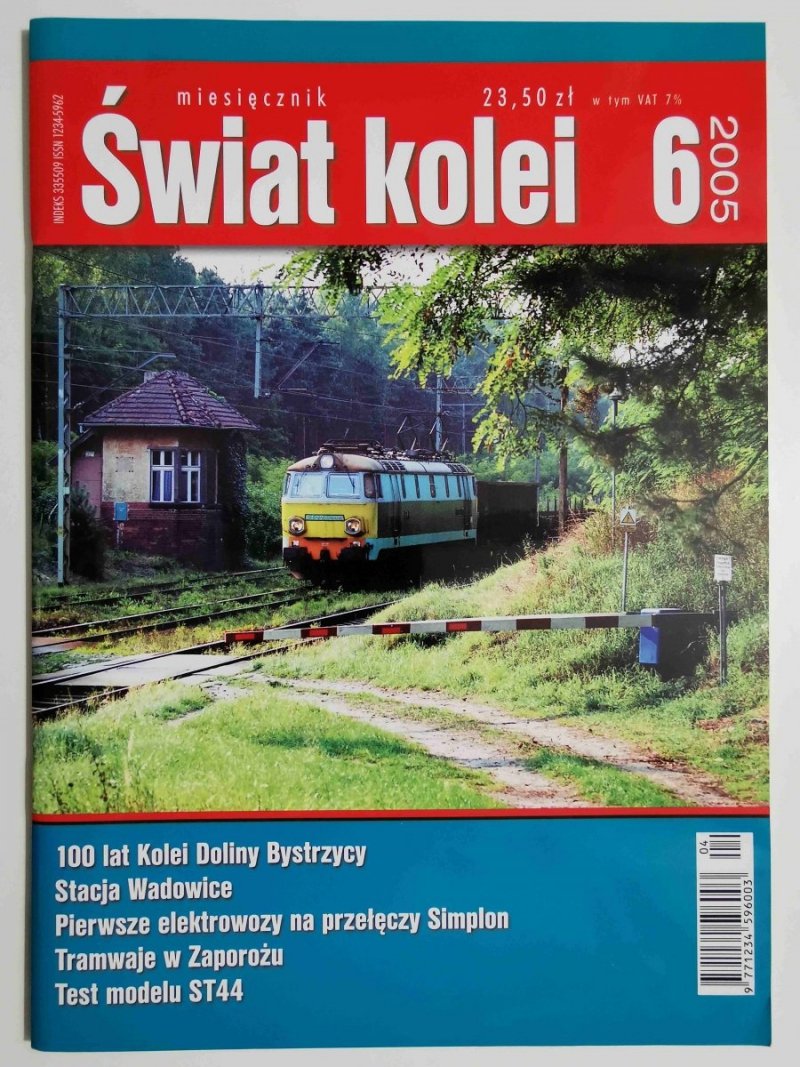 miesięcznik 23,50 zł w tym VAT 7%
INDEKS 335509 ISSN 1234-5962
Świat kolei 6 2005
100 lat Kolei Doliny Bystrzycy
Stacja Wadowice
Pierwsze elektrowozy na przełęczy Simplon
Tramwaje w Zaporożu
Test modelu ST44
04
9 771234 596003